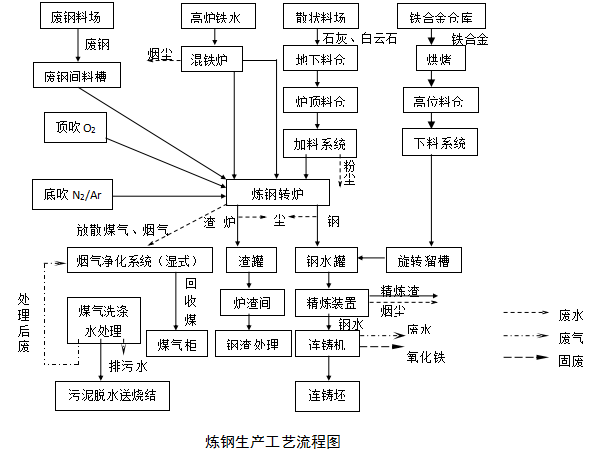 废钢料场
高炉铁水
散状料场
铁合金仓库
废钢
烟尘
石灰、白云石
铁合金
废钢间料槽
混铁炉
地下料仓
烘烤
炉顶料仓
高位料仓
顶吹 O2
加料系统
下料系统
粉尘
底吹 N2/Ar
炼钢转炉
放散煤气、烟气
渣 炉
尘
钢
烟气净化系统（湿式）
渣罐
钢水罐
旋转溜槽
处理后废
回收煤
煤气洗涤
水处理
炉渣间
精炼装置
精炼渣
烟尘
钢水
废水
废水
煤气柜
钢渣处理
连铸机
废气
排污水
氧化铁
固废
污泥脱水送烧结
连铸坯
炼钢生产工艺流程图